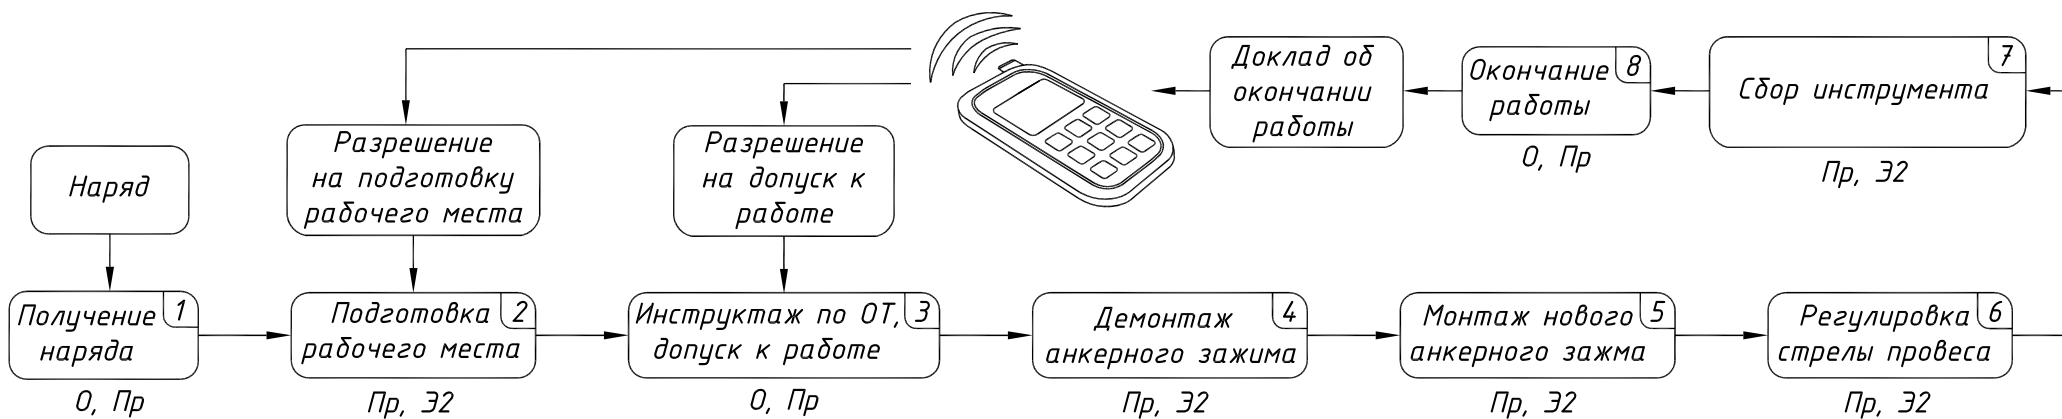 Наряд
Разрешение
на подготовку
рабочего места
Разрешение
на допуск к
работе
Доклад об
окончании
работы
Окончание 8
работы
О, Пр
7
Сбор инструмента
Пр, Э2
Получение 1
наряда
О, Пр
Подготовка 2
рабочего места
Пр, Э2
Инструктаж по ОТ, 3
допуск к работе
О, Пр
Демонтаж 4
анкерного зажима
Пр, Э2
Монтаж нового 5
анкерного зажма
Пр, Э2
Регулировка 6
стрелы провеса
Пр, Э2